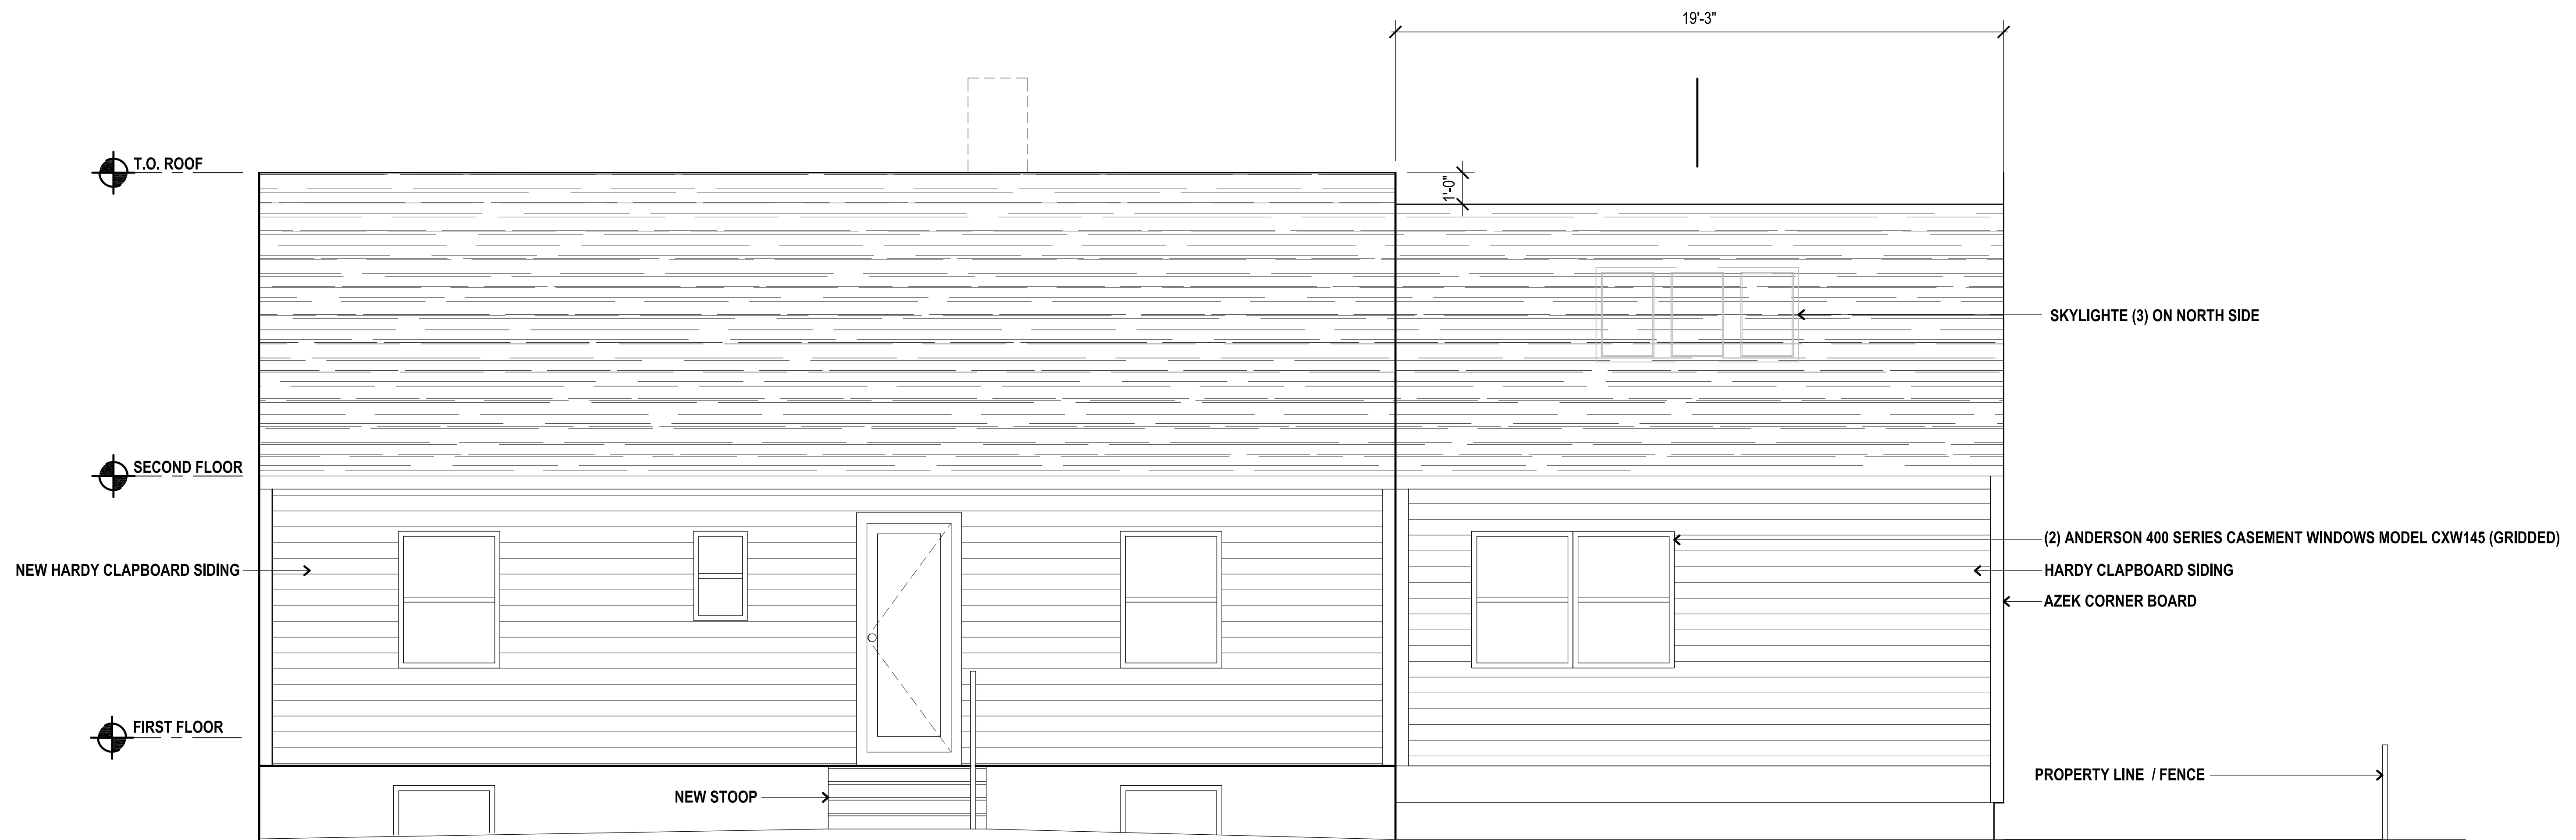 19'-3"
T.O. ROOF
1'-0"
SKYLIGHTE (3) ON NORTH SIDE
SECOND FLOOR
(2) ANDERSON 400 SERIES CASEMENT WINDOWS MODEL CXW145 (GRIDDED)
NEW HARDY CLAPBOARD SIDING
HARDY CLAPBOARD SIDING
AZEK CORNER BOARD
FIRST FLOOR
PROPERTY LINE / FENCE
NEW STOOP